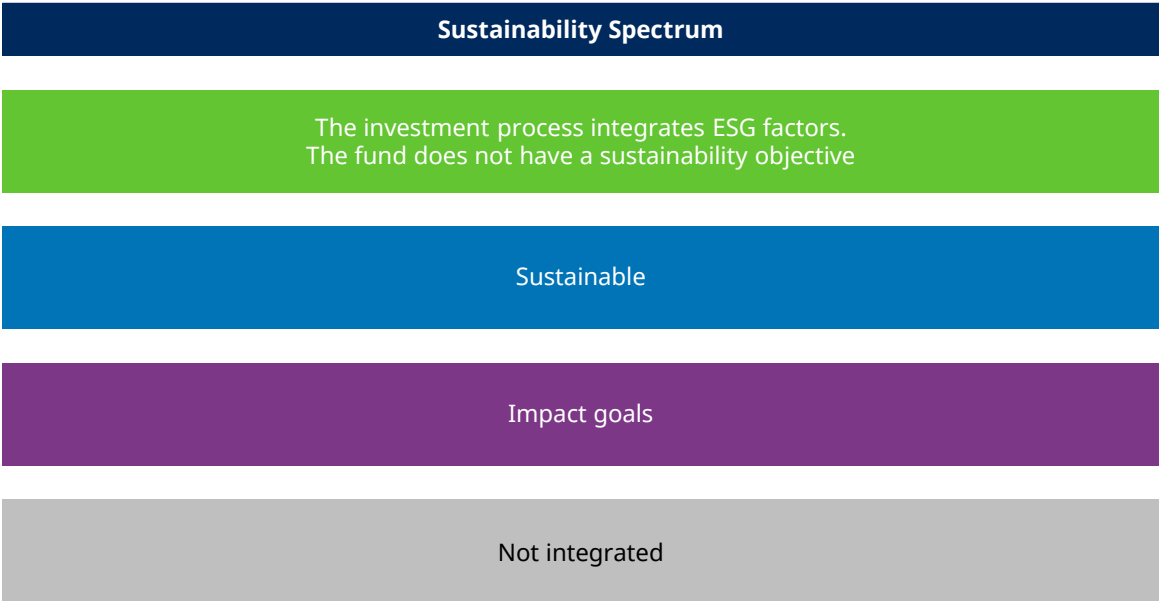 Sustainability Spectrum
The investment process integrates ESG factors.
The fund does not have a sustainability objective
Sustainable
Impact goals
Not integrated